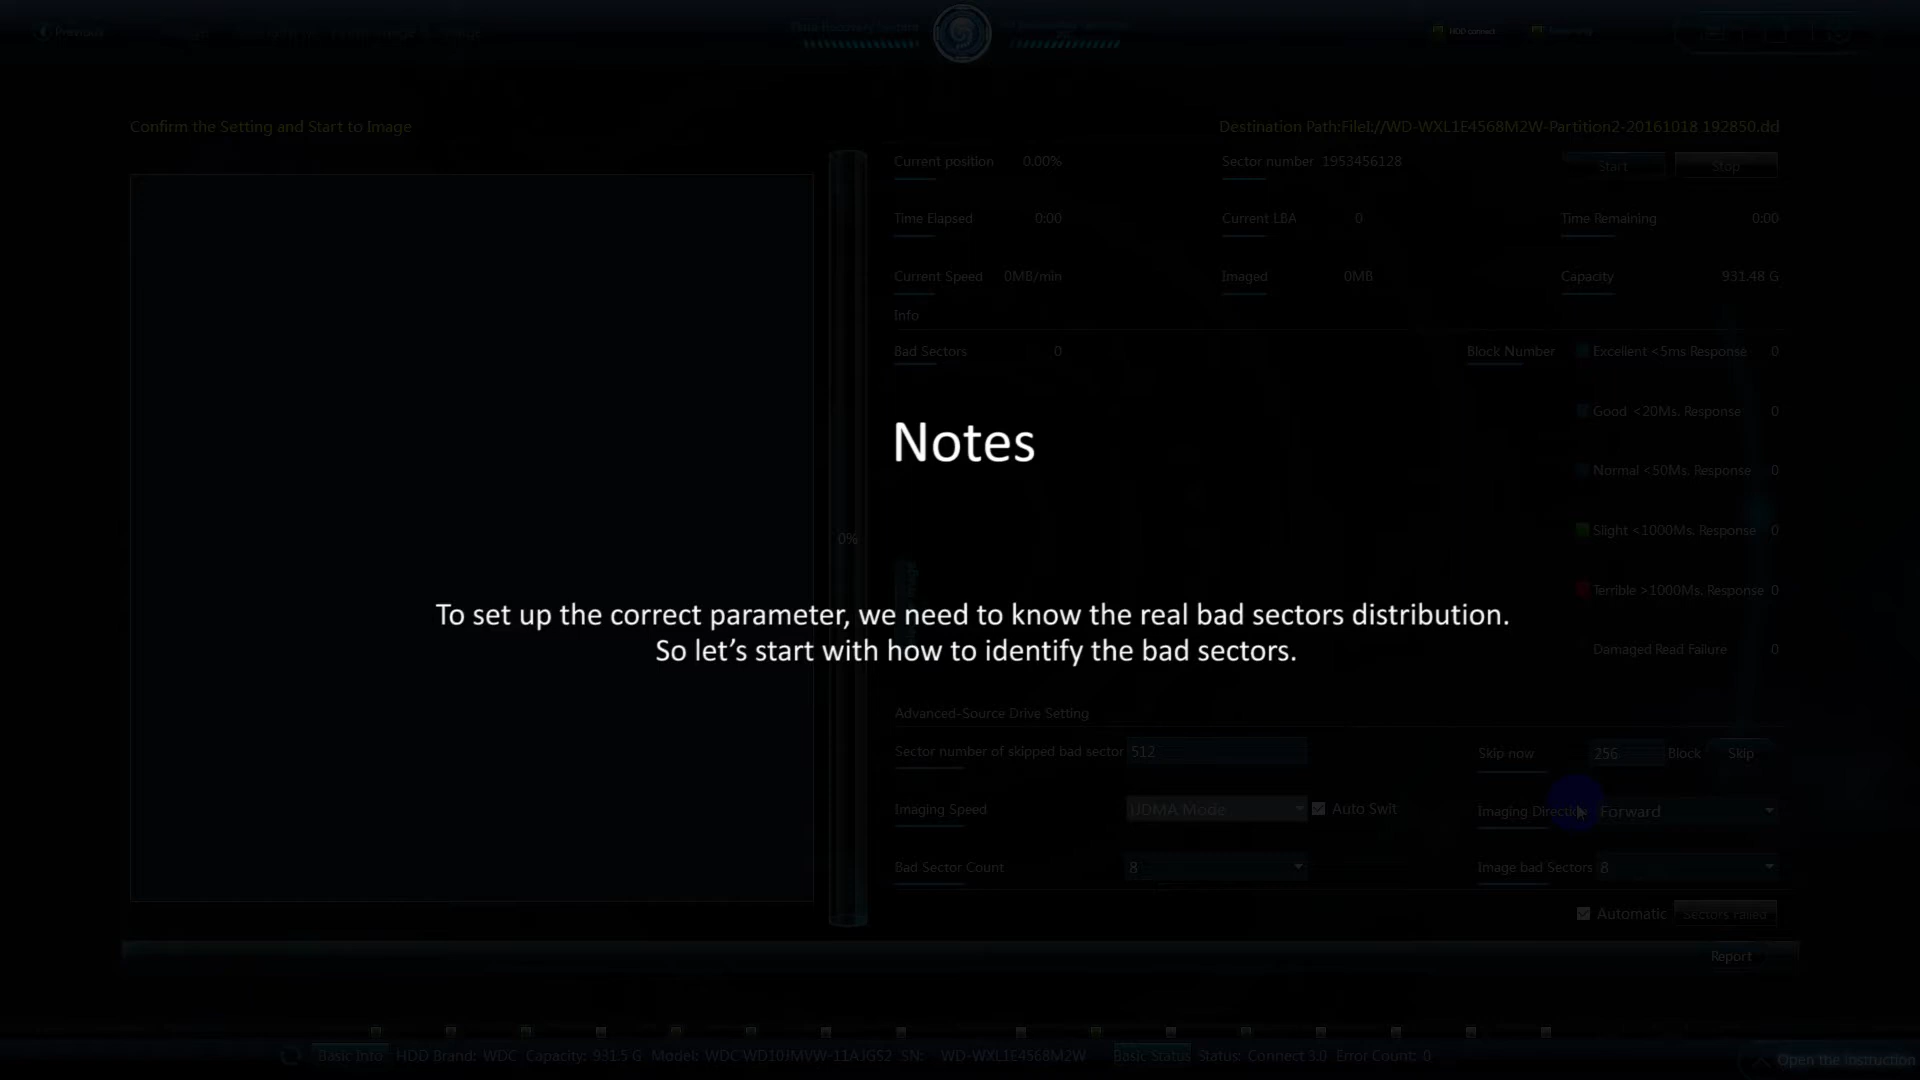 Previous
HDD connect
Confirm the Setting and Start to Image
Destination Path:File\://WD-WXL1E4568M2W-Partition2-20161018 192850.dd
Current position 0.00% Sector number 1953456128 Start Stop
Time Elapsed 0:00 Current LBA 0 Time Remaining 0:00
Current Speed 0MB/min Imaged 0MB Capacity 931.48 G
Info
Bad Sectors 0 Block Number Excellent <5ms Response 0
Good <20Ms. Response 0
Notes
Normal <50Ms. Response 0
Slight <1000Ms. Response 0
0%
Terrible >1000Ms. Response 0
To set up the correct parameter, we need to know the real bad sectors distribution.
So let’s start with how to identify the bad sectors.
Damaged Read Failure 0
Advanced-Source Drive Setting
Sector number of skipped bad sector 512 Skip now 256 Block Skip
Imaging Speed UDMA Mode Auto Swit Imaging Directio Forward
Bad Sector Count 8 Image bad Sectors 8
Automatic Sectors Failed
Report
Basic Info HDD Brand: WDC Capacity: 931.5 G Model: WDC WD10JMVW-11AJGS2 SN: WD-WXL1E4568M2W Basic Status Status: Connect 3.0 Error Count: 0
Open the instruction